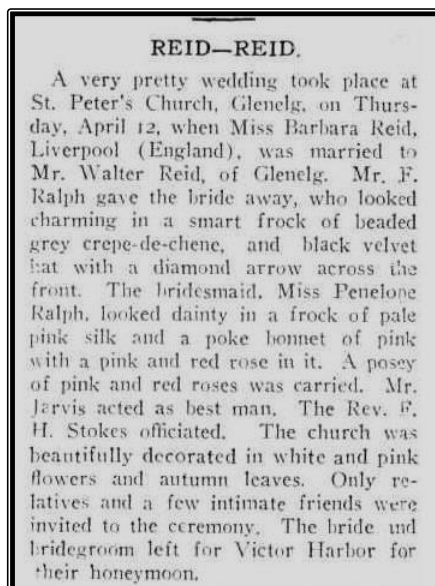 REID—REID.
A very pretty wedding took place at
St. Peter's Church, Glenelg, on Thurs-
day, April 12, when Miss Barbara Reid,
Liverpool (England), was married to
Mr. Walter Reid, of Glenelg. Mr. F.
Ralph gave the bride away, who looked
charming in a smart frock of beaded
grey crepe-de-chene, and black velvet
hat with a diamond arrow across the
front. The bridesmaid, Miss Penelope
Ralph, looked dainty in a frock of pale
pink silk and a poke bonnet of pink
with a pink and red rose in it. A posey
of pink and red roses was carried. Mr.
Jarvis acted as best man. The Rev. F.
H. Stokes officiated. The church was
beautifully decorated in white and pink
flowers and autumn leaves. Only re-
latives and a few intimate friends were
invited to the ceremony. The bride and
bridegroom left for Victor Harbor for
their honeymoon.